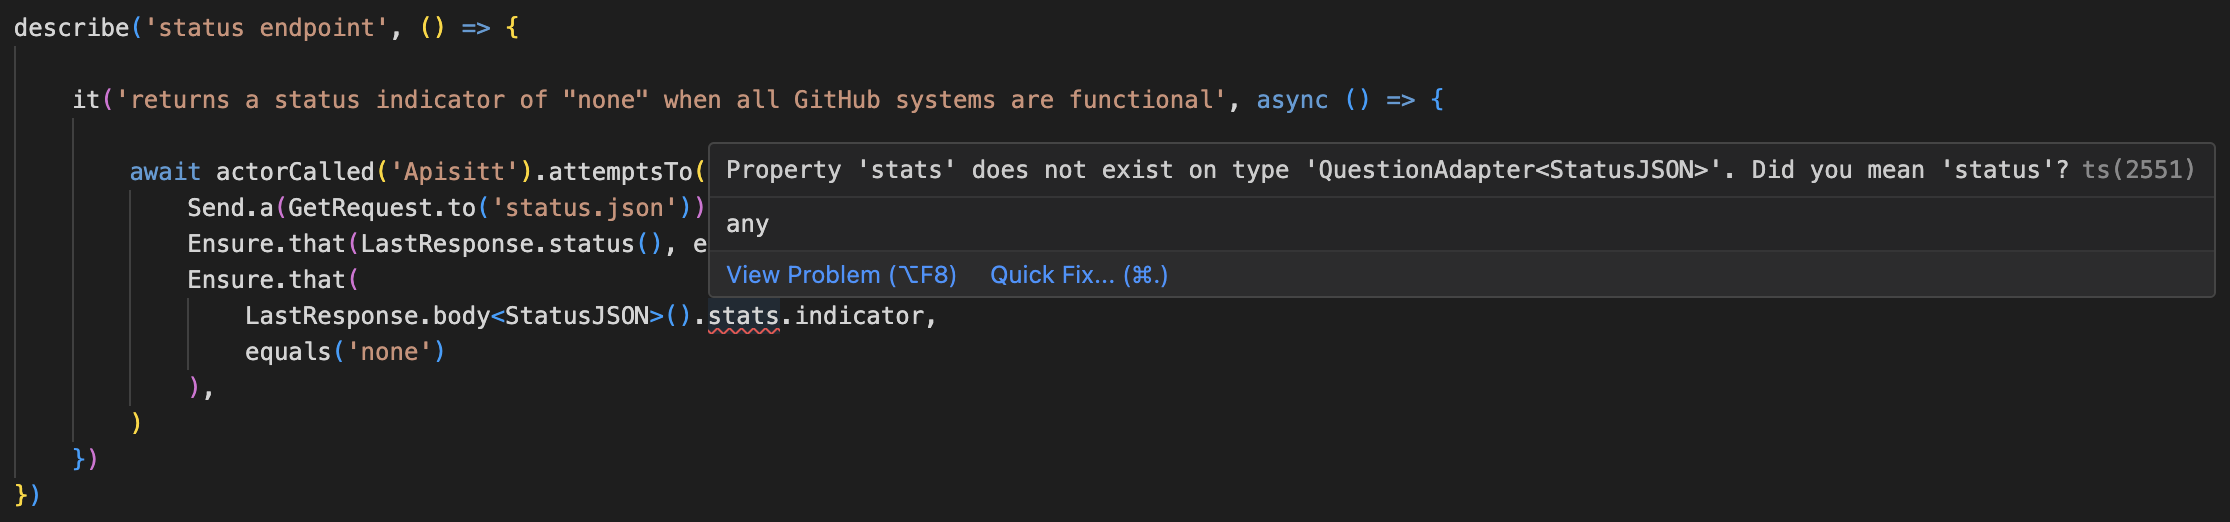 describe('status endpoint', () => {
it('returns a status indicator of "none" when all GitHub systems are functional', async () => {
await actorCalled('Apisitt').attemptsTo(
Property 'stats' does not exist on type 'QuestionAdapter<StatusJSON>'. Did you mean 'status'? ts(2551)
Send.a(GetRequest.to('status.json'))
any
Ensure.that(LastResponse.status(), e
View Problem (⌥F8) Quick Fix... (⌘.)
Ensure.that(
LastResponse.body<StatusJSON>().stats.indicator,
equals('none')
),
)
})
})